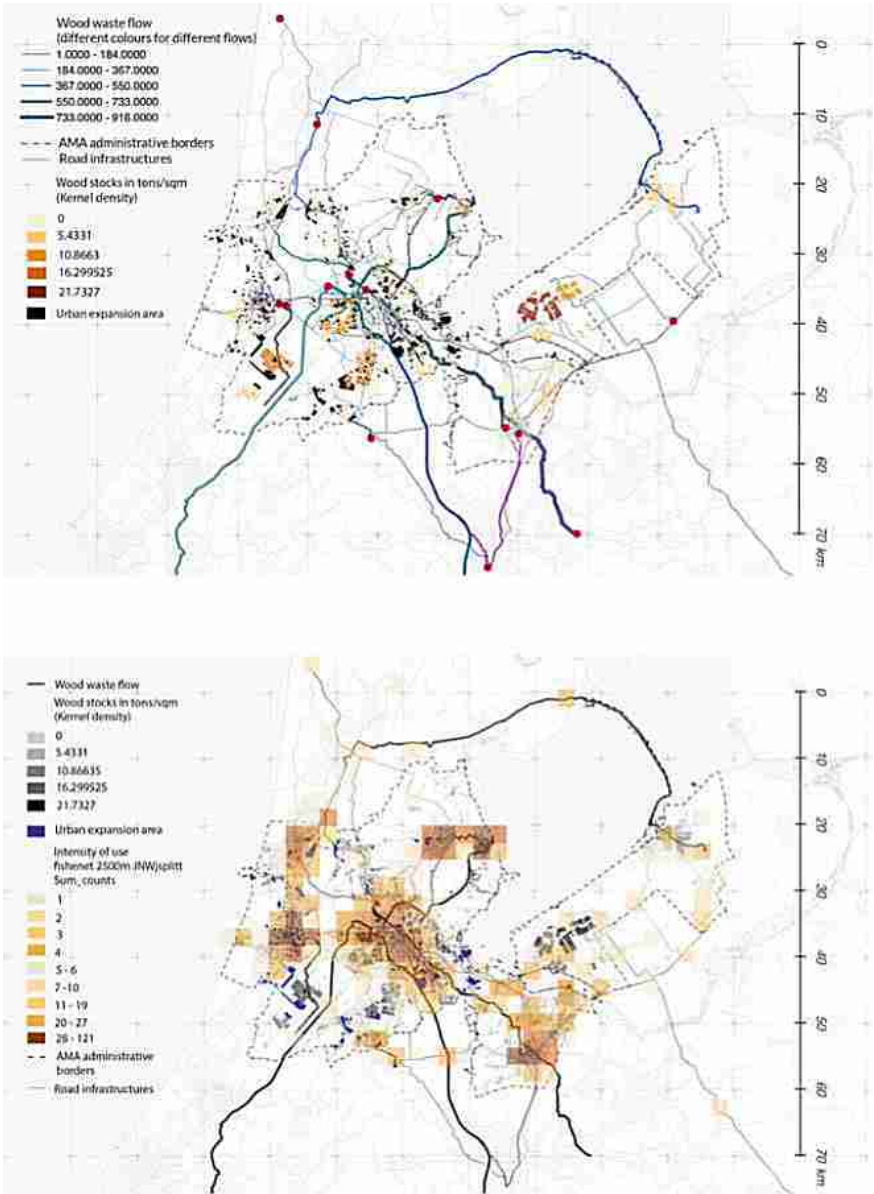 Wood waste flow
(different colours for different flows)
1.0000 - 184.0000
184.0000 - 367.0000
367.0000 - 550.0000
550.0000 - 733.0000
733.0000 - 916.0000
AMA administrative borders
Road infrastructures
Wood stocks in tons/sqm
(Kernel density)
0
5.4331
10.8663
16.299525
21.7327
Urban expansion area
0
10
20
30
40
50
60
70 km
Wood waste flow
Wood stocks in tons/sqm
(Kernel density)
0
5.4331
10.86635
16.299525
21.7327
Urban expansion area
Intensity of use
fishenet 2500m JNWjsplitt
Sum_counts
1
2
3
4
5 - 6
7 -10
11 - 19
20 - 27
28 - 121
AMA administrative
borders
Road infrastructures
0
10
20
30
40
50
60
70 km